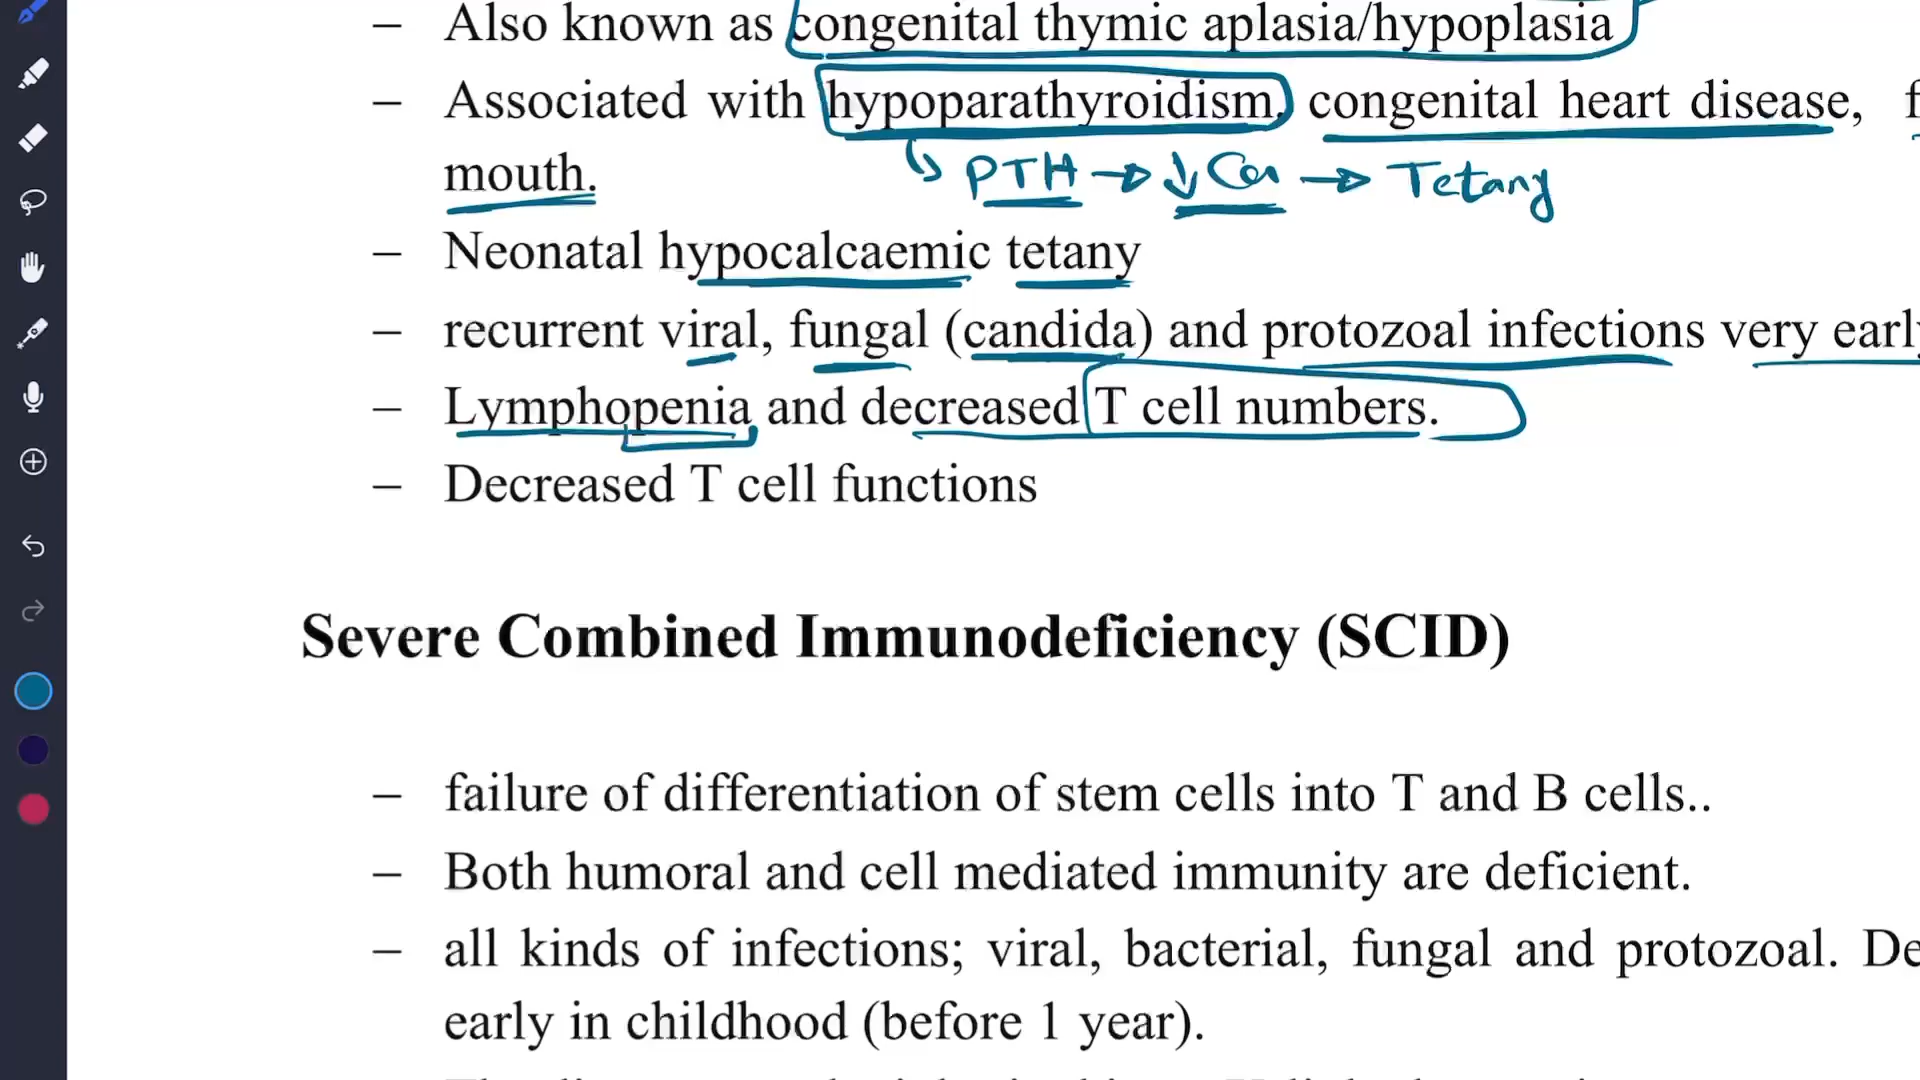 – Also known as congenital thymic aplasia/hypoplasia
– Associated with hypoparathyroidism, congenital heart disease,
mouth.
PTH → ↓ Ca → Tetany
– Neonatal hypocalcaemic tetany
– recurrent viral, fungal (candida) and protozoal infections very early
– Lymphopenia and decreased T cell numbers.
– Decreased T cell functions
Severe Combined Immunodeficiency (SCID)
– failure of differentiation of stem cells into T and B cells..
– Both humoral and cell mediated immunity are deficient.
– all kinds of infections; viral, bacterial, fungal and protozoal. De
early in childhood (before 1 year).